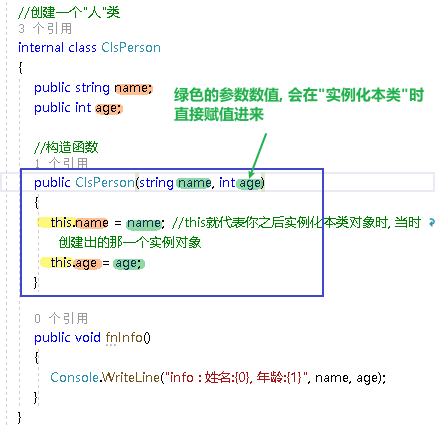 //创建一个"人"类
3 个引用
internal class ClsPerson
{
public string name;
public int age;
绿色的参数数值, 会在"实例化本类"时
直接赋值进来
//构造函数
1 个引用
public ClsPerson(string name, int age)
{
this.name = name; //this就代表你之后实例化本类对象时, 当时
创建出的那一个实例对象
this.age = age;
}
0 个引用
public void fnInfo()
{
Console.WriteLine("info : 姓名:{0}, 年龄:{1}", name, age);
}
}